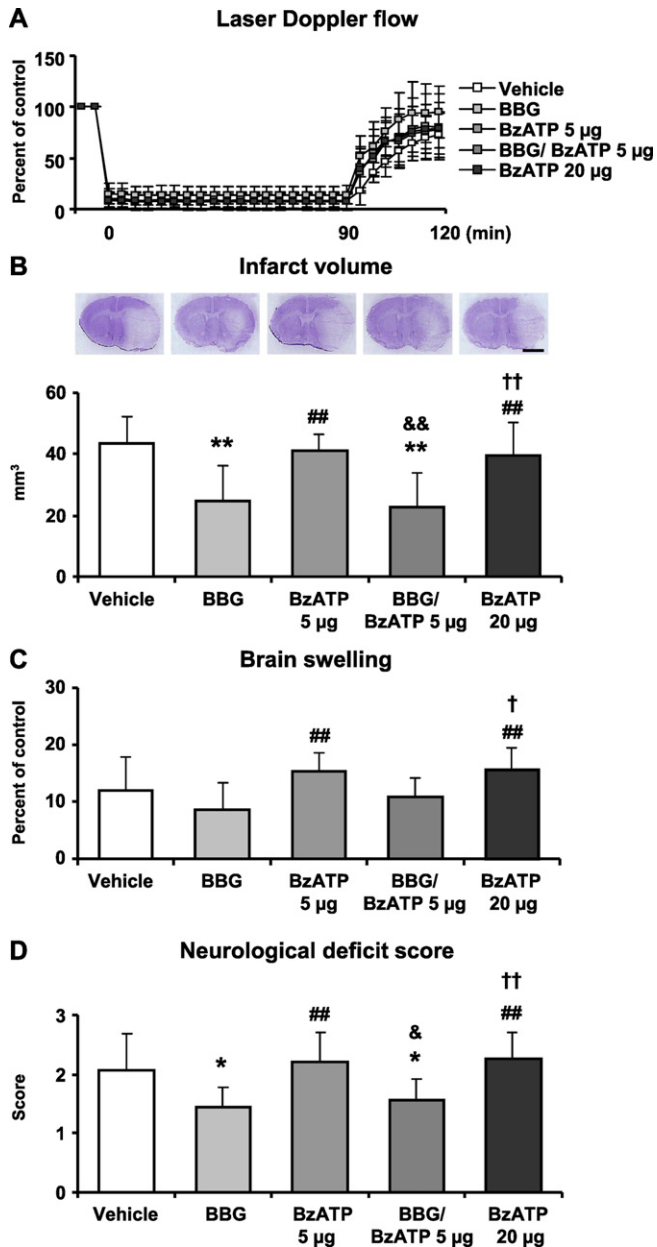 A Laser Doppler flow
Percent of control
150
100
50
0
0 90 120 (min)
Vehicle
BBG
BzATP 5 µg
BBG/ BzATP 5 µg
BzATP 20 µg
B Infarct volume
mm³
60
40
20
0
**
##
&&
**
††
##
Vehicle BBG BzATP BBG/ BzATP
5 µg BzATP 5 µg 20 µg
C Brain swelling
Percent of control
30
20
10
0
##
†
##
Vehicle BBG BzATP BBG/ BzATP
5 µg BzATP 5 µg 20 µg
D Neurological deficit score
Score
3
2
1
0
*
##
&
*
††
##
Vehicle BBG BzATP BBG/ BzATP
5 µg BzATP 5 µg 20 µg